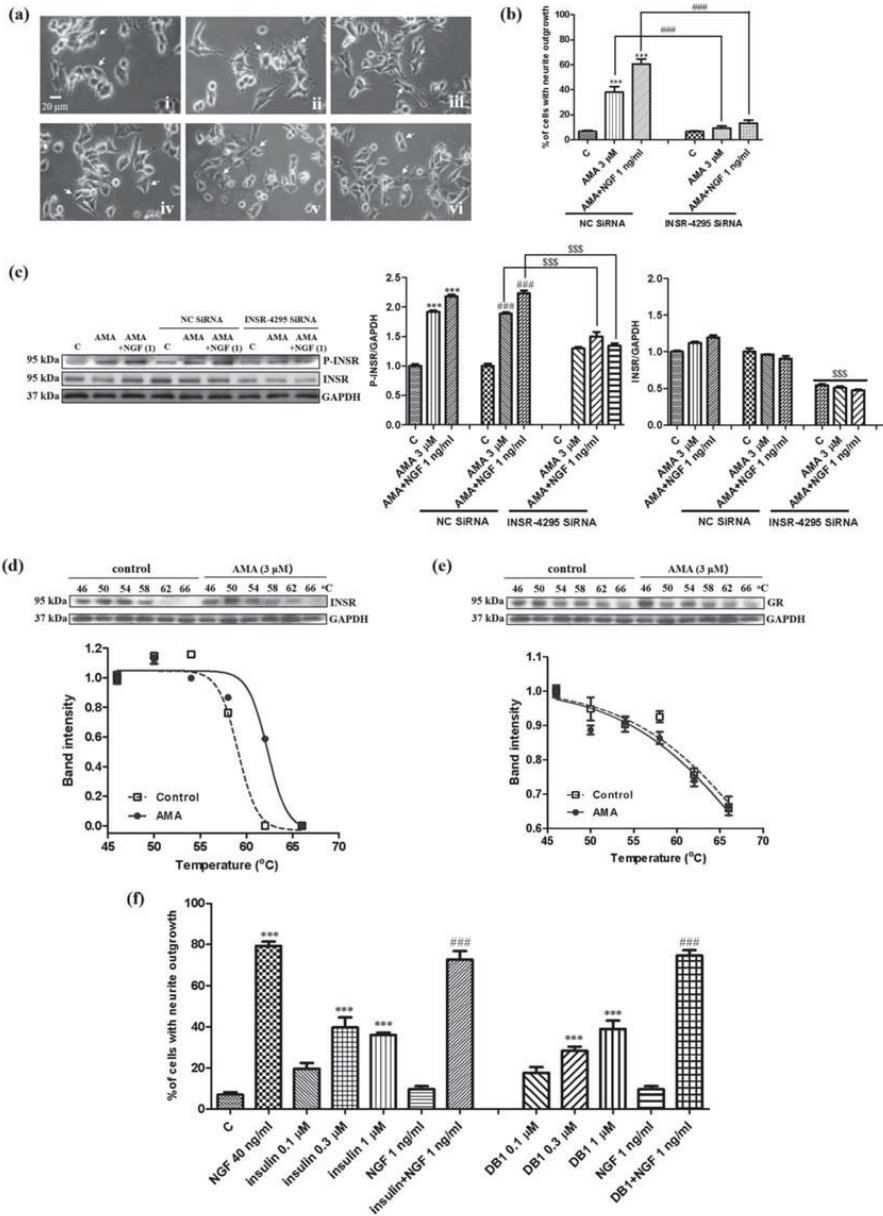 (a)
i
ii
iii
20 μm
iv
v
vi
(b)
% of cells with neurite outgrowth
100
80
60
40
20
0
***
***
###
###
C
AMA 3 μM
AMA+NGF 1 ng/ml
C
AMA 3 μM
AMA+NGF 1 ng/ml
NC SiRNA
INSR-4295 SiRNA
(c)
NC SiRNA
INSR-4295 SiRNA
C AMA AMA +NGF (1) C AMA AMA +NGF (1) C AMA AMA +NGF (1)
95 kDa P-INSR
95 kDa INSR
37 kDa GAPDH
P-INSR/GAPDH
2.5
2.0
1.5
1.0
0.5
0.0
***
***
###
###
$$$
$$$
C
AMA 3 μM
AMA+NGF 1 ng/ml
C
AMA 3 μM
AMA+NGF 1 ng/ml
C
AMA 3 μM
AMA+NGF 1 ng/ml
NC SiRNA
INSR-4295 SiRNA
INSR/GAPDH
2.0
1.5
1.0
0.5
0.0
$$$
C
AMA 3 μM
AMA+NGF 1 ng/ml
C
AMA 3 μM
AMA+NGF 1 ng/ml
C
AMA 3 μM
AMA+NGF 1 ng/ml
NC SiRNA
INSR-4295 SiRNA
(d)
control
AMA (3 μM)
46 50 54 58 62 66 46 50 54 58 62 66 °C
95 kDa INSR
37 kDa GAPDH
Band intensity
1.2
1.0
0.8
0.6
0.4
0.2
0.0
Control
AMA
45 50 55 60 65 70
Temperature (°C)
(e)
control
AMA (3 μM)
46 50 54 58 62 66 46 50 54 58 62 66 °C
95 kDa GR
37 kDa GAPDH
Band intensity
1.1
1.0
0.9
0.8
0.7
0.6
Control
AMA
45 50 55 60 65 70
Temperature (°C)
(f)
% of cells with neurite outgrowth
100
80
60
40
20
0
***
***
***
###
***
***
###
C
NGF 40 ng/ml
insulin 0.1 μM
insulin 0.3 μM
insulin 1 μM
NGF 1 ng/ml
insulin+NGF 1 ng/ml
DB1 0.1 μM
DB1 0.3 μM
DB1 1 μM
NGF 1 ng/ml
DB1+NGF 1 ng/ml